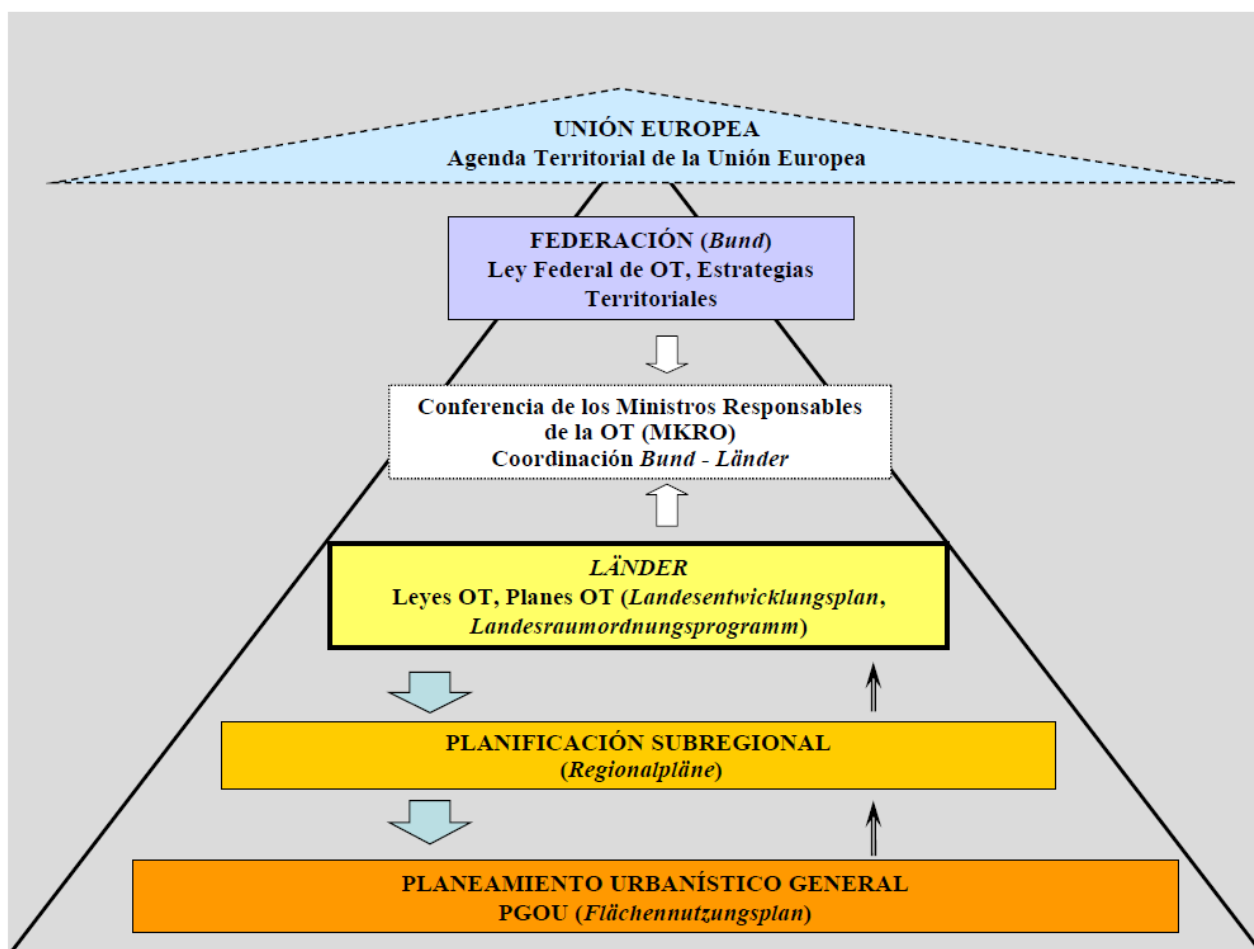 UNIÓN EUROPEA
Agenda Territorial de la Unión Europea
FEDERACIÓN (Bund)
Ley Federal de OT, Estrategias
Territoriales
Conferencia de los Ministros Responsables
de la OT (MKRO)
Coordinación Bund - Länder
LÄNDER
Leyes OT, Planes OT (Landesentwicklungsplan,
Landesraumordnungsprogramm)
PLANIFICACIÓN SUBREGIONAL
(Regionalpläne)
PLANEAMIENTO URBANÍSTICO GENERAL
PGOU (Flächennutzungsplan)